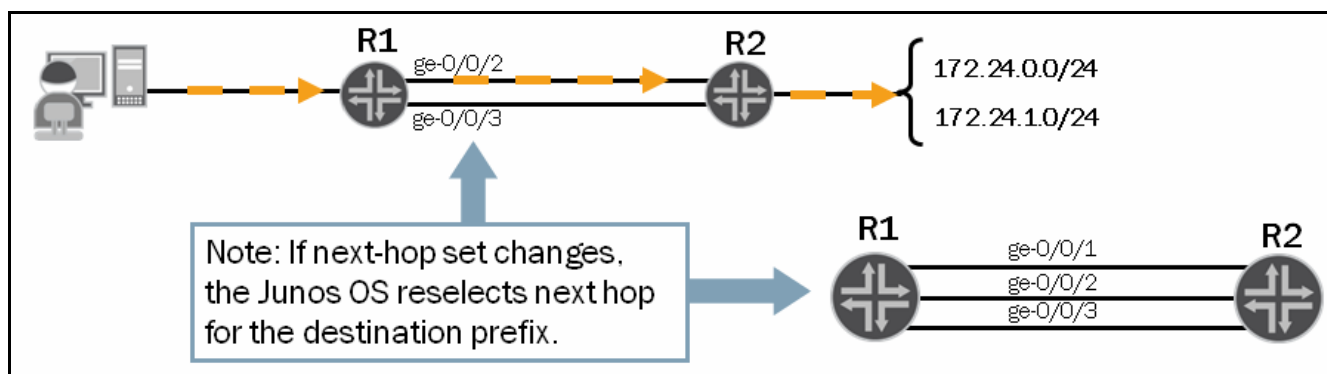 R1
R2
ge-0/0/2
ge-0/0/3
172.24.0.0/24
172.24.1.0/24
Note: If next-hop set changes,
the Junos OS reselects next hop
for the destination prefix.
R1
R2
ge-0/0/1
ge-0/0/2
ge-0/0/3